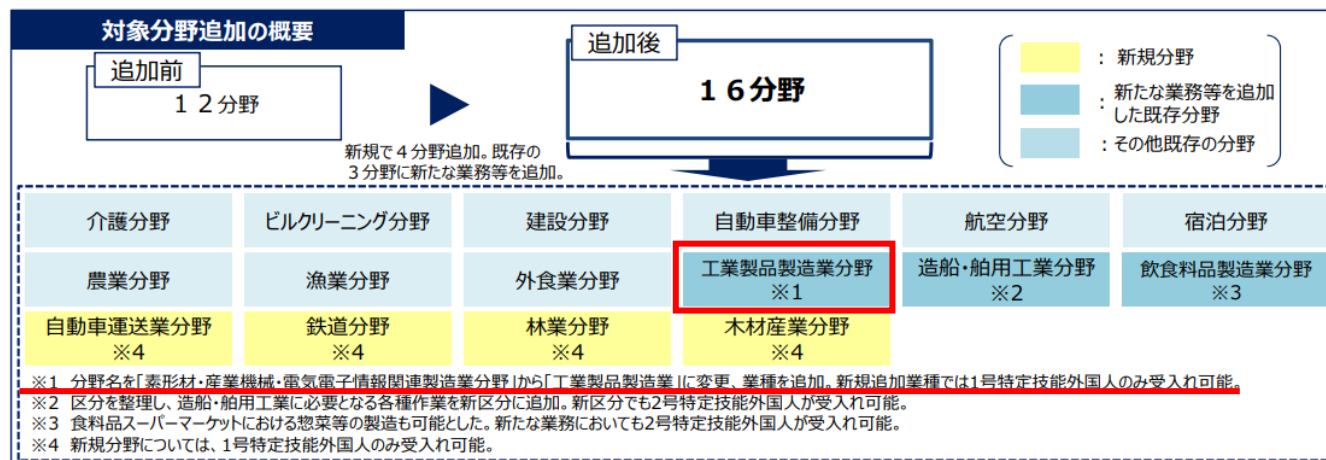 対象分野追加の概要
追加前
１２分野
追加後
１６分野
新規で４分野追加。既存の
３分野に新たな業務等を追加。
：新規分野
：新たな業務等を追加
した既存分野
：その他既存の分野
介護分野 ビルクリーニング分野 建設分野 自動車整備分野 航空分野 宿泊分野
農業分野 漁業分野 外食業分野 工業製品製造業分野 ※1 造船・舶用工業分野 ※2 飲食料品製造業分野 ※3
自動車運送業分野 ※4 鉄道分野 ※4 林業分野 ※4 木材産業分野 ※4
※1 分野名を「素形材・産業機械・電気電子情報関連製造業分野」から「工業製品製造業」に変更、業種を追加。新規追加業種では1号特定技能外国人のみ受入れ可能。
※2 区分を整理し、造船・舶用工業に必要となる各種作業を新区分に追加。新区分でも2号特定技能外国人が受入れ可能。
※3 食料品スーパーマーケットにおける惣菜等の製造も可能とした。新たな業務においても2号特定技能外国人が受入れ可能。
※4 新規分野については、1号特定技能外国人のみ受入れ可能。